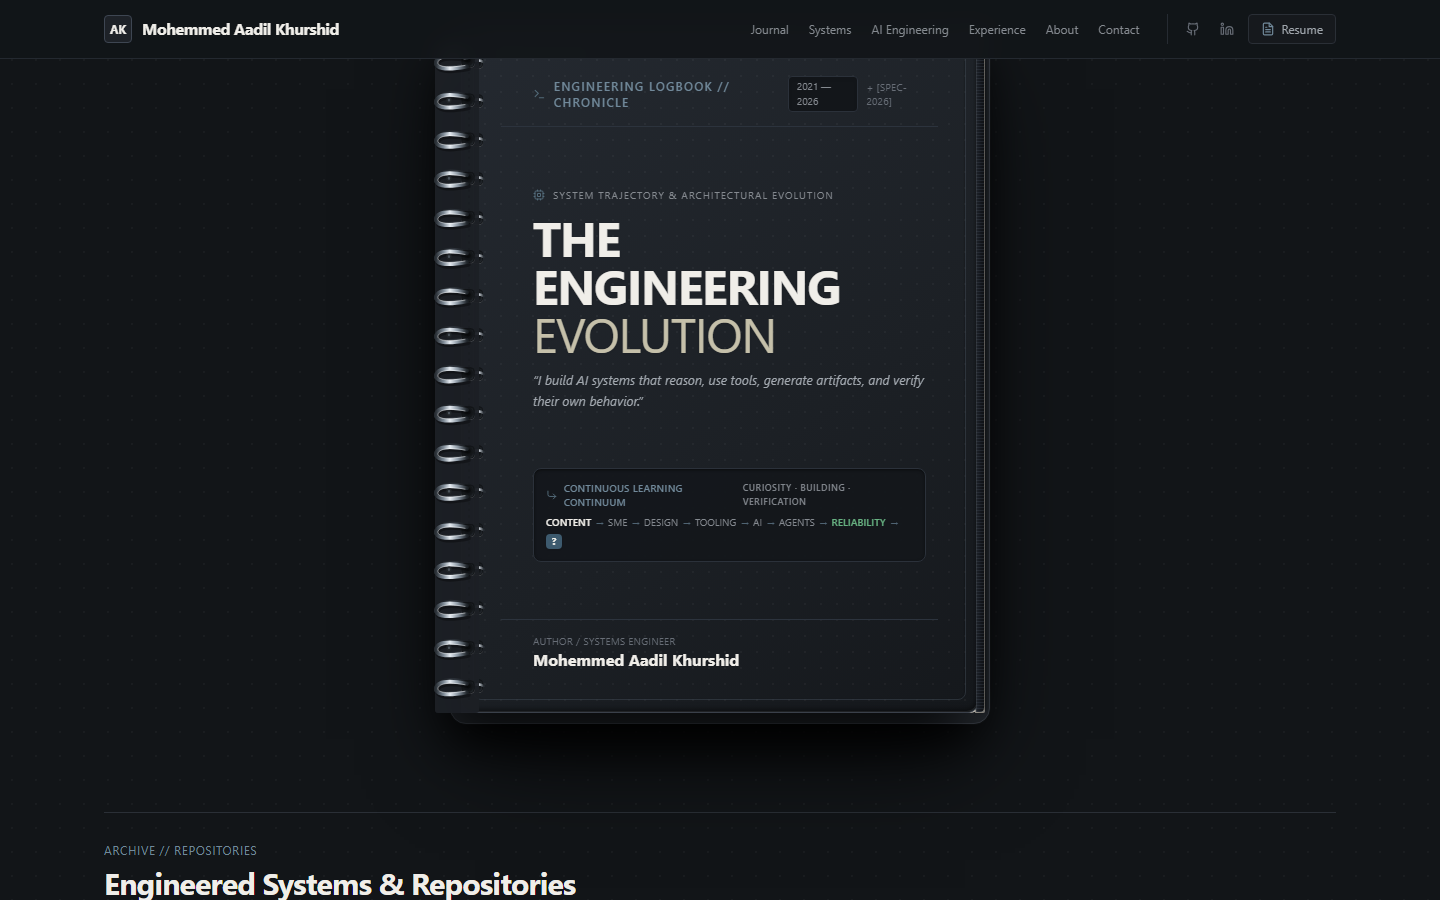 AK Mohemmed Aadil Khurshid
Journal Systems AI Engineering Experience About Contact Resume
ENGINEERING LOGBOOK //
CHRONICLE
2021 —
2026
+ [SPEC-
2026]
SYSTEM TRAJECTORY & ARCHITECTURAL EVOLUTION
THE
ENGINEERING
EVOLUTION
“I build AI systems that reason, use tools, generate artifacts, and verify
their own behavior.”
CONTINUOUS LEARNING
CONTINUUM
CURIOSITY · BUILDING ·
VERIFICATION
CONTENT → SME → DESIGN → TOOLING → AI → AGENTS → RELIABILITY →
?
AUTHOR / SYSTEMS ENGINEER
Mohemmed Aadil Khurshid
ARCHIVE // REPOSITORIES
Engineered Systems & Repositories